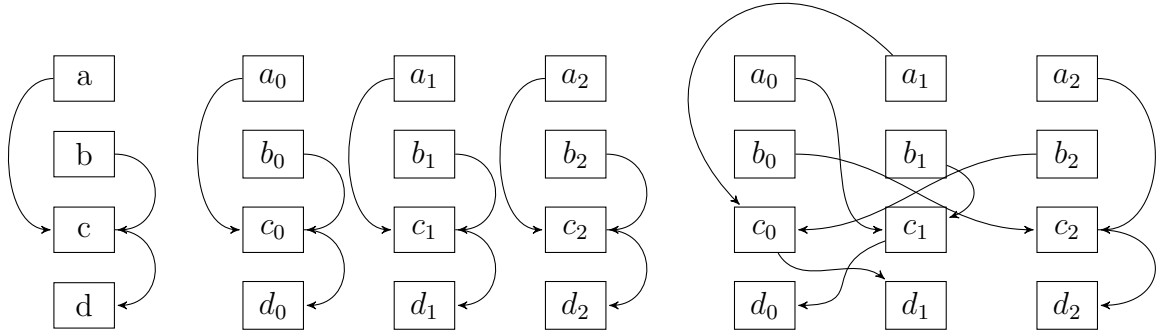 a a₀ a₁ a₂ a₀ a₁ a₂
b b₀ b₁ b₂ b₀ b₁ b₂
c c₀ c₁ c₂ c₀ c₁ c₂
d d₀ d₁ d₂ d₀ d₁ d₂